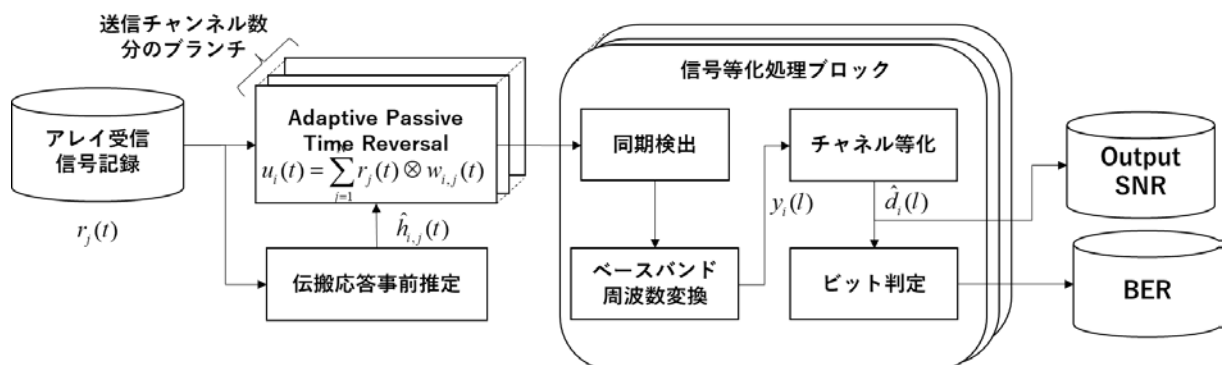 送信チャンネル数
分のブランチ
アレイ受信
信号記録
r_j(t)
Adaptive Passive
Time Reversal
u_i(t) = \sum_{j=1}^{N} r_j(t) ⊗ w_{i,j}(t)
ĥ_{i,j}(t)
伝搬応答事前推定
信号等化処理ブロック
同期検出
ベースバンド
周波数変換
チャネル等化
y_i(l)
d̂_i(l)
ビット判定
Output
SNR
BER